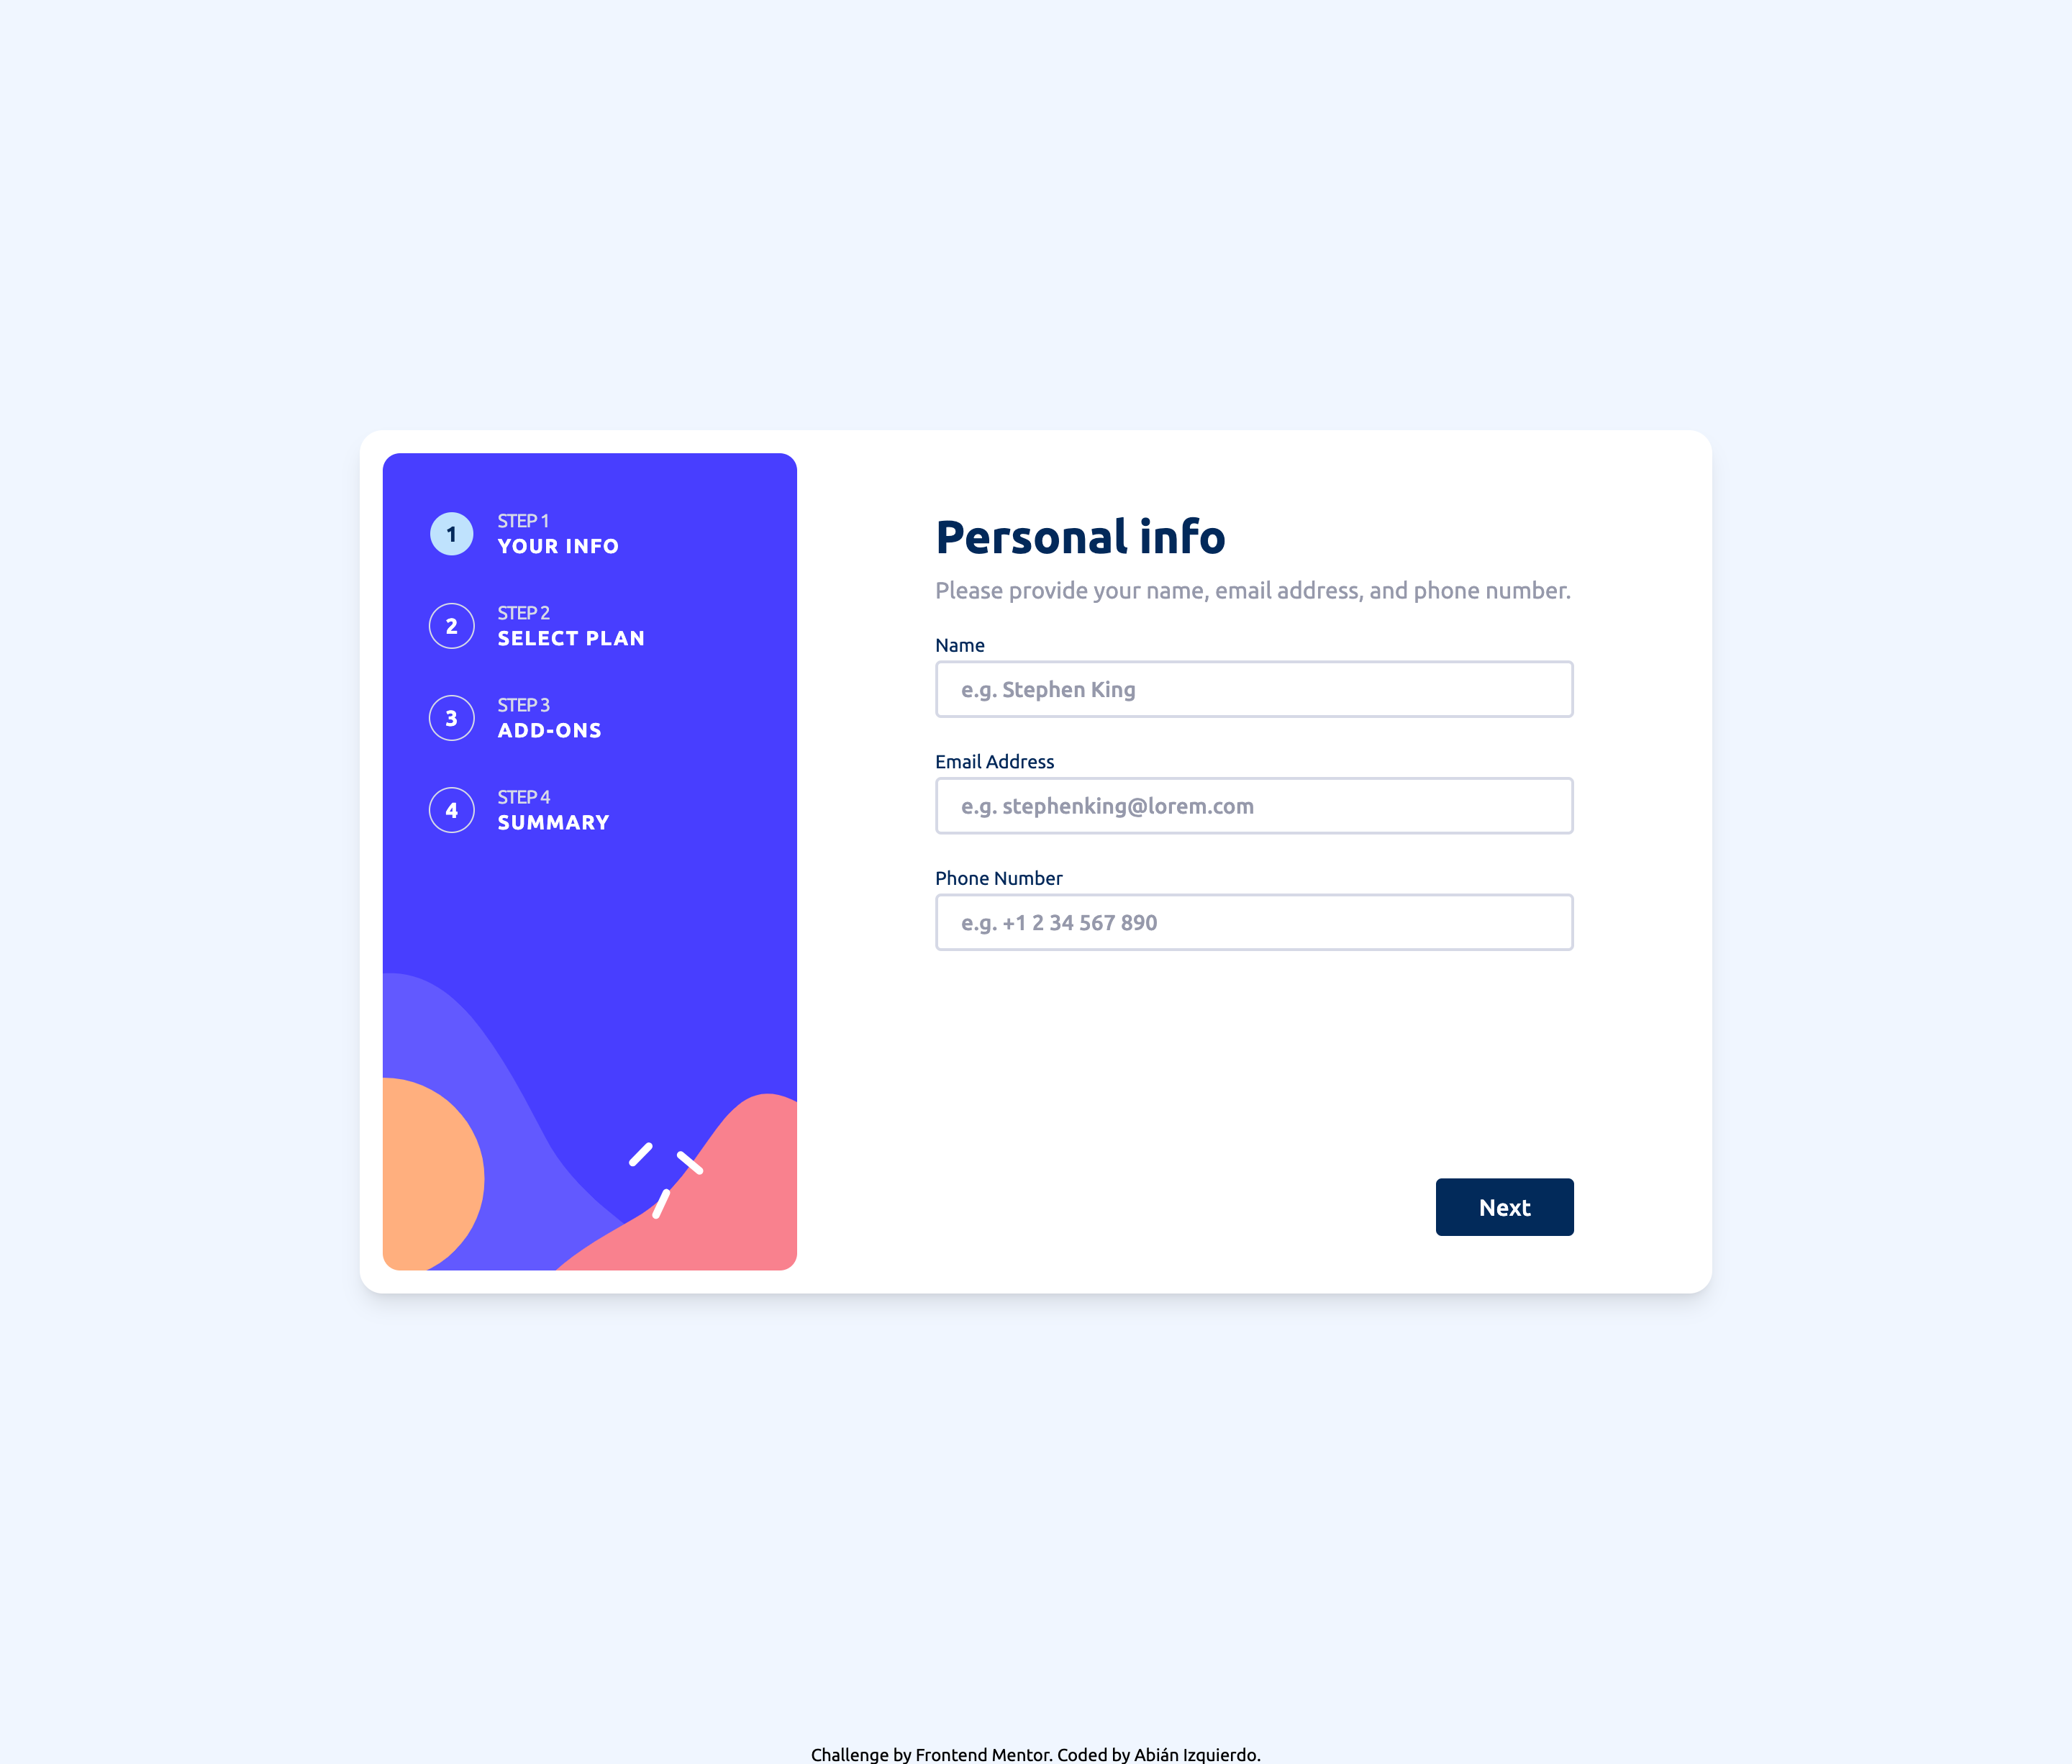 1
STEP 1
YOUR INFO
2
STEP 2
SELECT PLAN
3
STEP 3
ADD-ONS
4
STEP 4
SUMMARY
Personal info
Please provide your name, email address, and phone number.
Name
e.g. Stephen King
Email Address
e.g. stephenking@lorem.com
Phone Number
e.g. +1 2 34 567 890
Next
Challenge by Frontend Mentor. Coded by Abián Izquierdo.